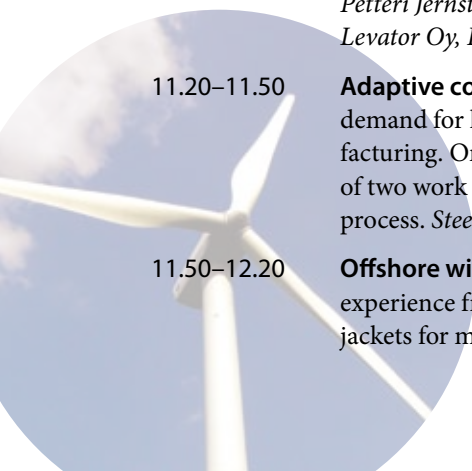 Petteri Jernst
Levator Oy,
11.20–11.50 Adaptive co
demand for
facturing. Or
of two work
process. Stee
11.50–12.20 Offshore wi
experience f
jackets for m